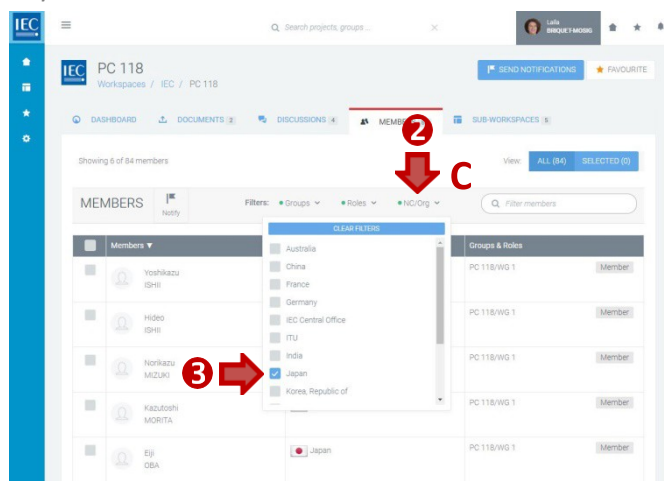 IEC
Search projects, groups ...
Laila
BRIQUET-MOSIG
IEC
PC 118
Workspaces / IEC / PC 118
SEND NOTIFICATIONS
FAVOURITE
DASHBOARD
DOCUMENTS 2
DISCUSSIONS 4
SUB-WORKSPACES 5
2
C
Showing 6 of 84 members
View:
ALL (84)
SELECTED (0)
MEMBERS
Notify
Filters:
Groups
Roles
NC/Org
Filter members
CLEAR FILTERS
Australia
China
France
Germany
IEC Central Office
ITU
India
3
Japan
Korea, Republic of
Members ▼
Groups & Roles
Yoshikazu
ISHII
PC 118/WG 1
Member
Hideo
ISHII
PC 118/WG 1
Member
Norikazu
MIZUKI
PC 118/WG 1
Member
Kazutoshi
MORITA
PC 118/WG 1
Member
Eiji
OBA
Japan
PC 118/WG 1
Member